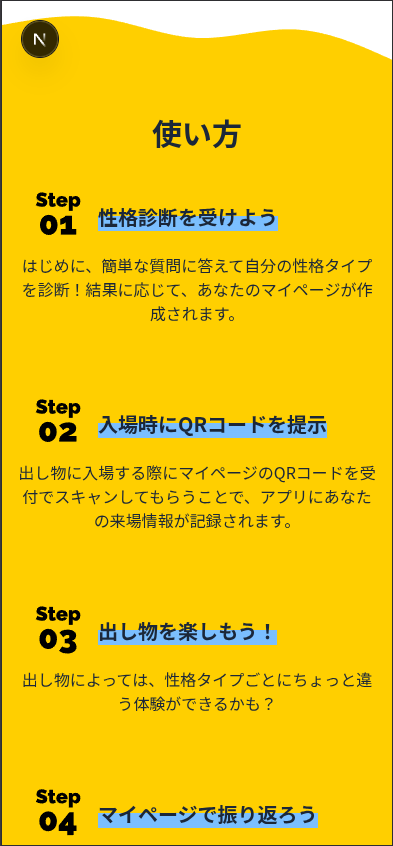 N
使い方
Step
01
性格診断を受けよう
はじめに、簡単な質問に答えて自分の性格タイプ
を診断！結果に応じて、あなたのマイページが作
成されます。
Step
02
入場時にQRコードを提示
出し物に入場する際にマイページのQRコードを受
付でスキャンしてもらうことで、アプリにあなた
の来場情報が記録されます。
Step
03
出し物を楽しもう！
出し物によっては、性格タイプごとにちょっと違
う体験ができるかも？
Step
04
マイページで振り返ろう